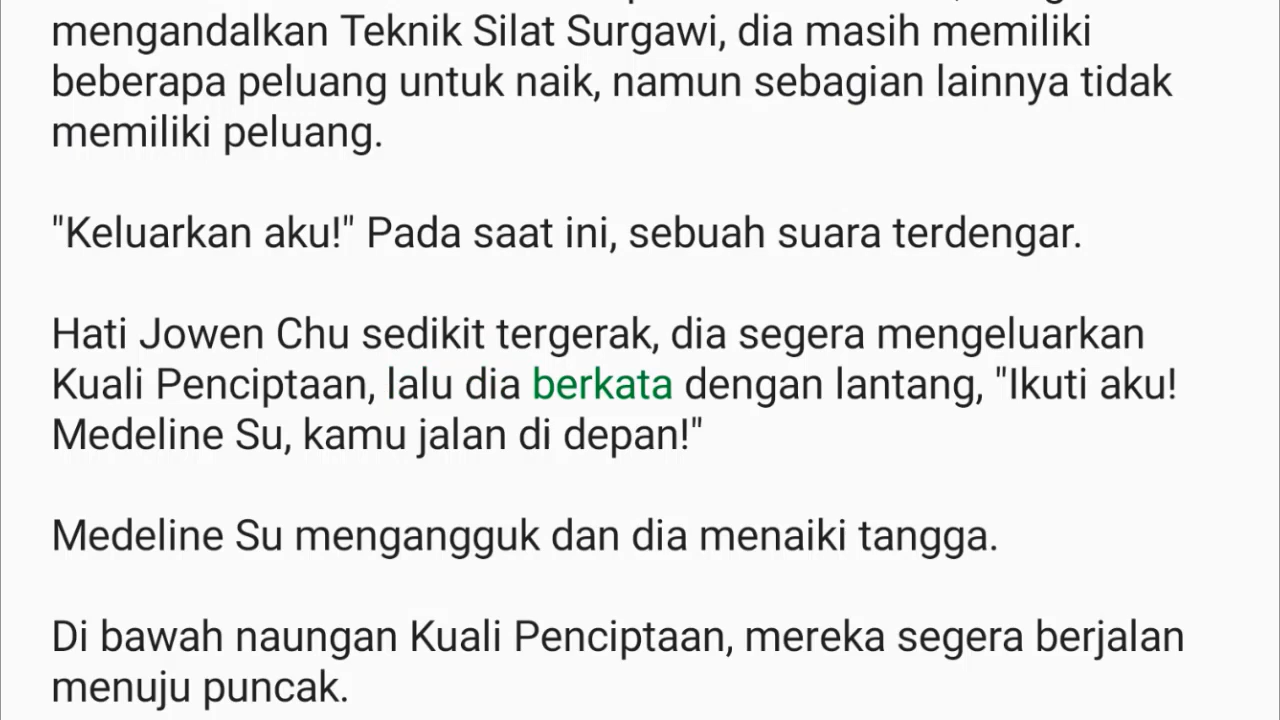 mengandalkan Teknik Silat Surgawi, dia masih memiliki
beberapa peluang untuk naik, namun sebagian lainnya tidak
memiliki peluang.
"Keluarkan aku!" Pada saat ini, sebuah suara terdengar.
Hati Jowen Chu sedikit tergerak, dia segera mengeluarkan
Kuali Penciptaan, lalu dia berkata dengan lantang, "Ikuti aku!
Medeline Su, kamu jalan di depan!"
Medeline Su mengangguk dan dia menaiki tangga.
Di bawah naungan Kuali Penciptaan, mereka segera berjalan
menuju puncak.